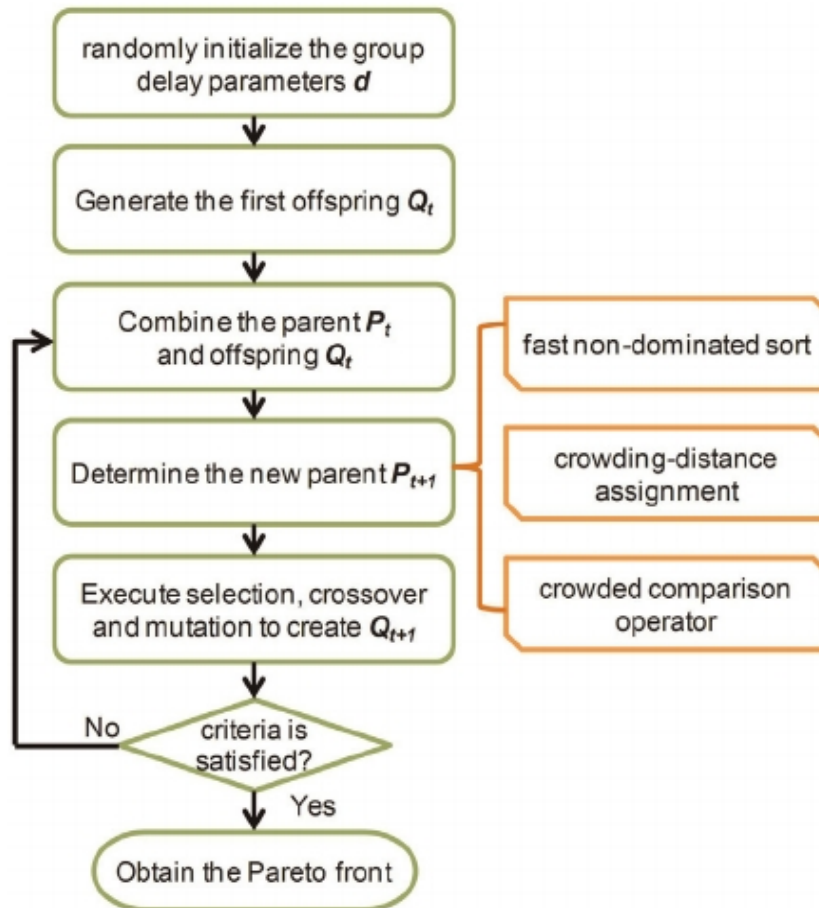 randomly initialize the group
delay parameters d
Generate the first offspring Qt
Combine the parent Pt
and offspring Qt
fast non-dominated sort
Determine the new parent Pt+1
crowding-distance
assignment
Execute selection, crossover
and mutation to create Qt+1
crowded comparison
operator
No
criteria is
satisfied?
Yes
Obtain the Pareto front